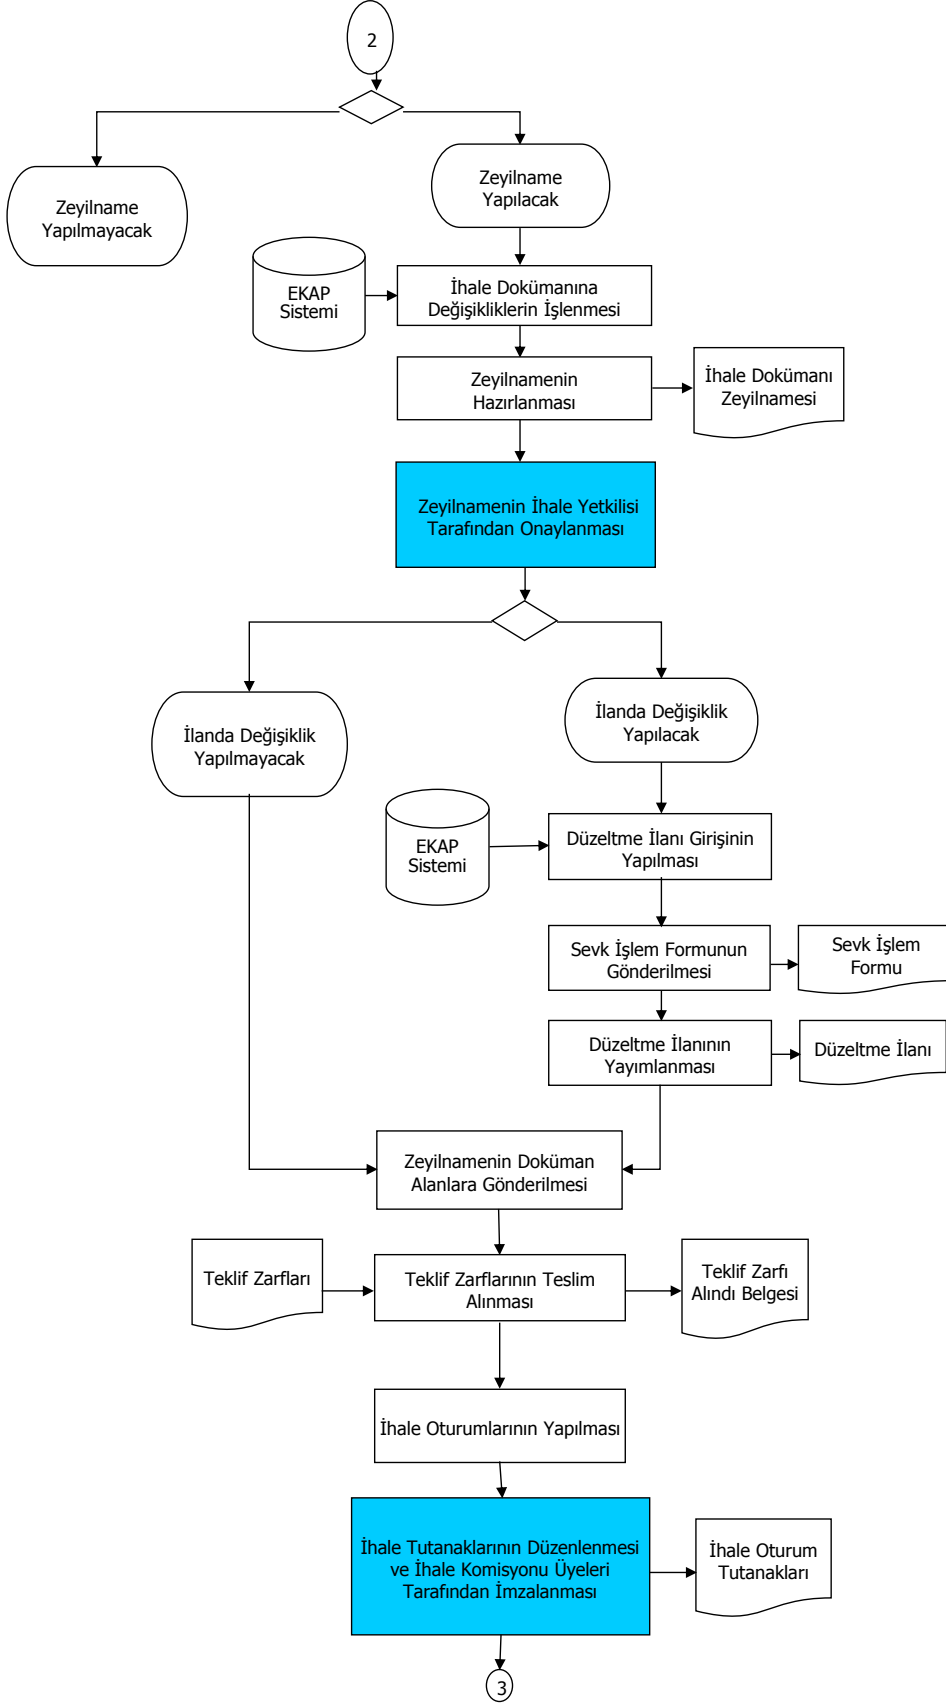 2
Zeyilname
Yapılmayacak
Zeyilname
Yapılacak
EKAP
Sistemi
İhale Dokümanına
Değişikliklerin İşlenmesi
Zeyilnamenin
Hazırlanması
İhale Dokümanı
Zeyilnamesi
Zeyilnamenin İhale Yetkilisi
Tarafından Onaylanması
İlanda Değişiklik
Yapılmayacak
İlanda Değişiklik
Yapılacak
EKAP
Sistemi
Düzeltme İlanı Girişinin
Yapılması
Sevk İşlem Formunun
Gönderilmesi
Sevk İşlem
Formu
Düzeltme İlanının
Yayımlanması
Düzeltme İlanı
Zeyilnamenin Doküman
Alanlara Gönderilmesi
Teklif Zarfları
Teklif Zarflarının Teslim
Alınması
Teklif Zarfı
Alındı Belgesi
İhale Oturumlarının Yapılması
İhale Tutanaklarının Düzenlenmesi
ve İhale Komisyonu Üyeleri
Tarafından İmzalanması
İhale Oturum
Tutanakları
3